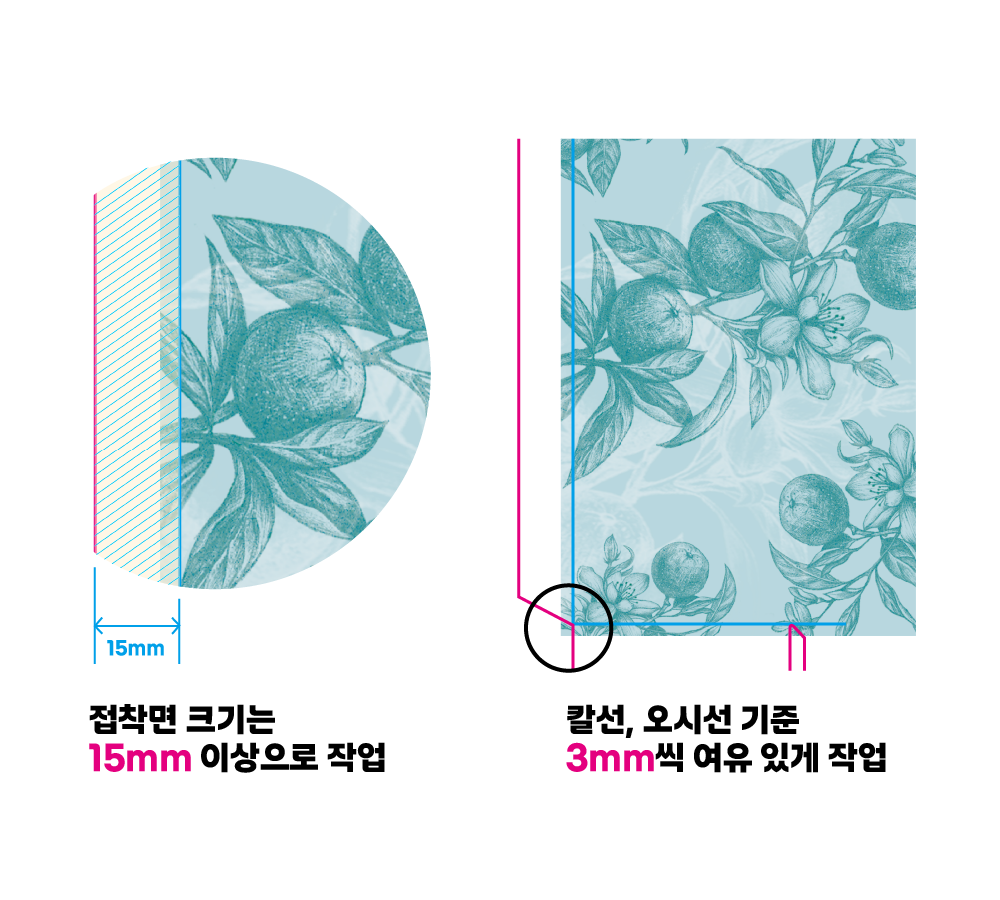 15mm
접착면 크기는
15mm 이상으로 작업
칼선, 오시선 기준
3mm씩 여유 있게 작업